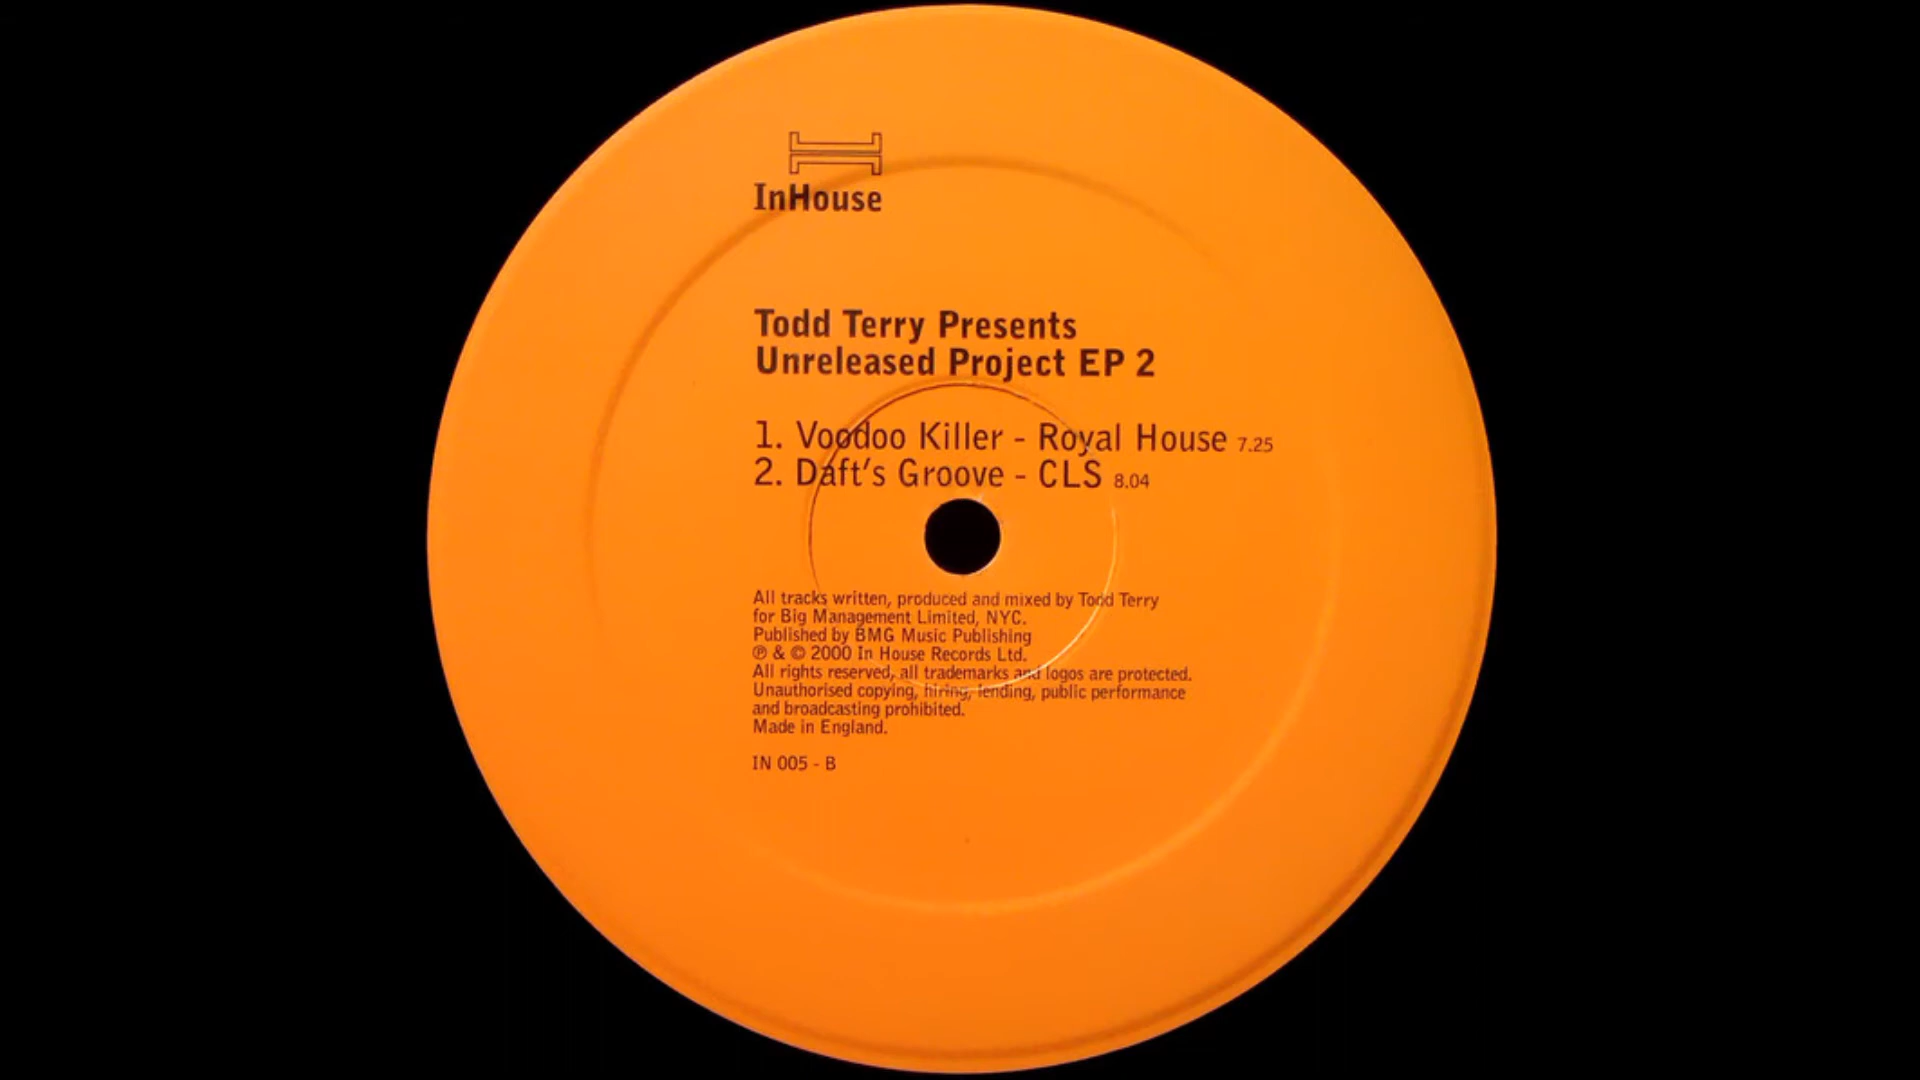 InHouse
Todd Terry Presents
Unreleased Project EP 2
1. Voodoo Killer - Royal House 7.25
2. Daft's Groove - CLS 8.04
All tracks written, produced and mixed by Todd Terry
for Big Management Limited, NYC.
Published by BMG Music Publishing
℗ & © 2000 In House Records Ltd.
All rights reserved, all trademarks and logos are protected.
Unauthorised copying, hiring, lending, public performance
and broadcasting prohibited.
Made in England.
IN 005 - B